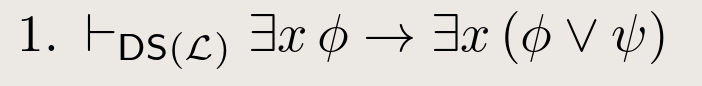 1. ⊢DS(ℒ) ∃x ϕ → ∃x (ϕ ∨ ψ)